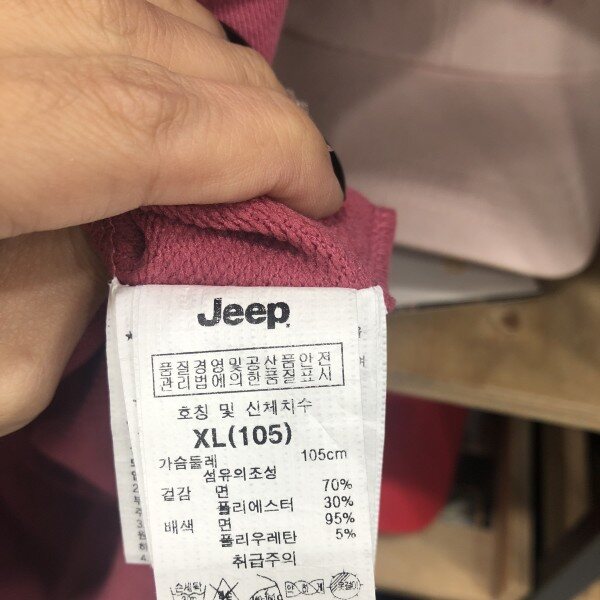 Jeep
품질경영및공산품안전
관리법에의한품질표시
호칭 및 신체치수
XL(105)
가슴둘레 105cm
섬유의조성
겉감 면 70%
폴리에스터 30%
배색 면 95%
폴리우레탄 5%
취급주의